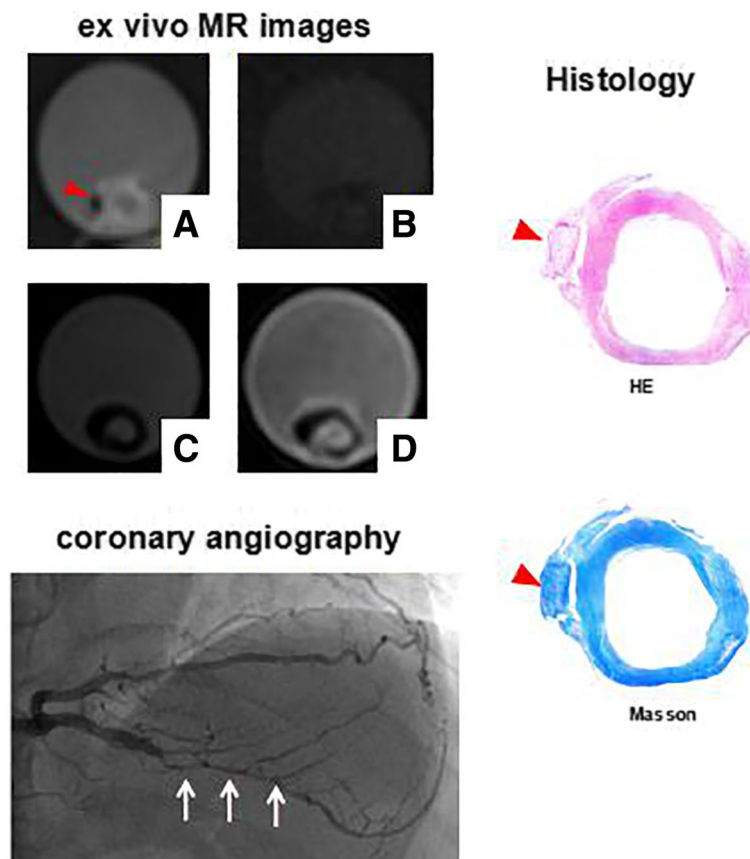 ex vivo MR images
Histology
A
B
HE
C
D
coronary angiography
Masson